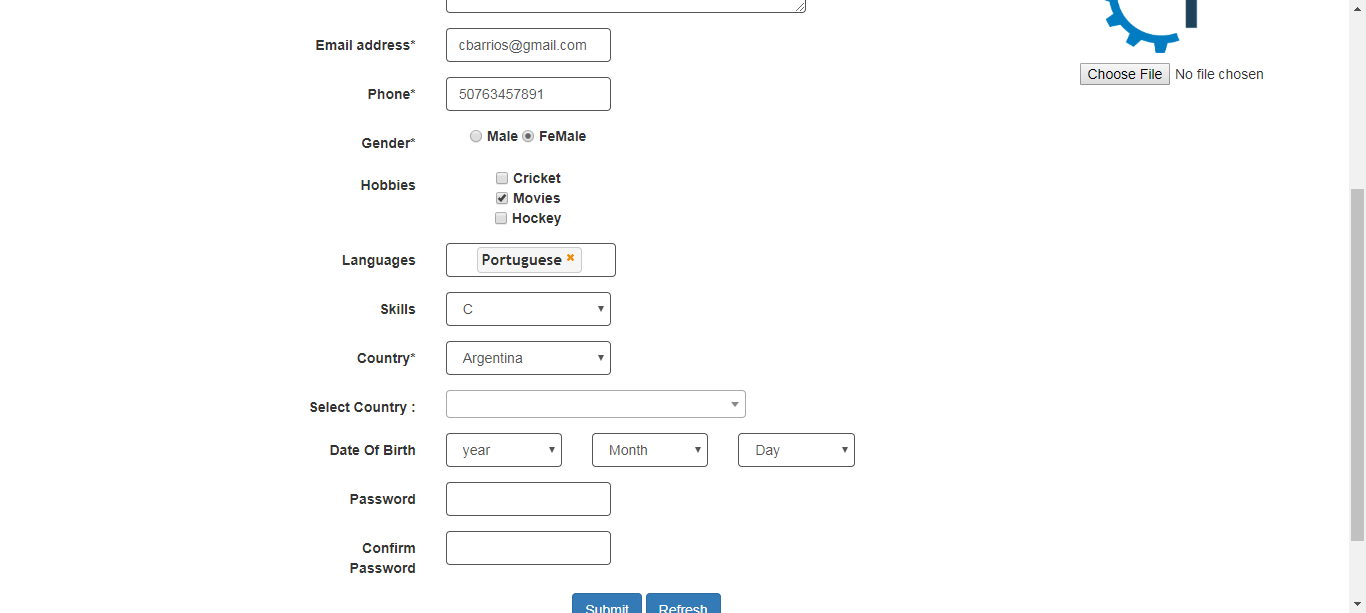 Email address* cbarrios@gmail.com
Choose File No file chosen
Phone* 50763457891
Gender* Male FeMale
Hobbies Cricket
Movies
Hockey
Languages Portuguese
Skills C
Country* Argentina
Select Country :
Date Of Birth year Month Day
Password
Confirm
Password
Submit Refresh